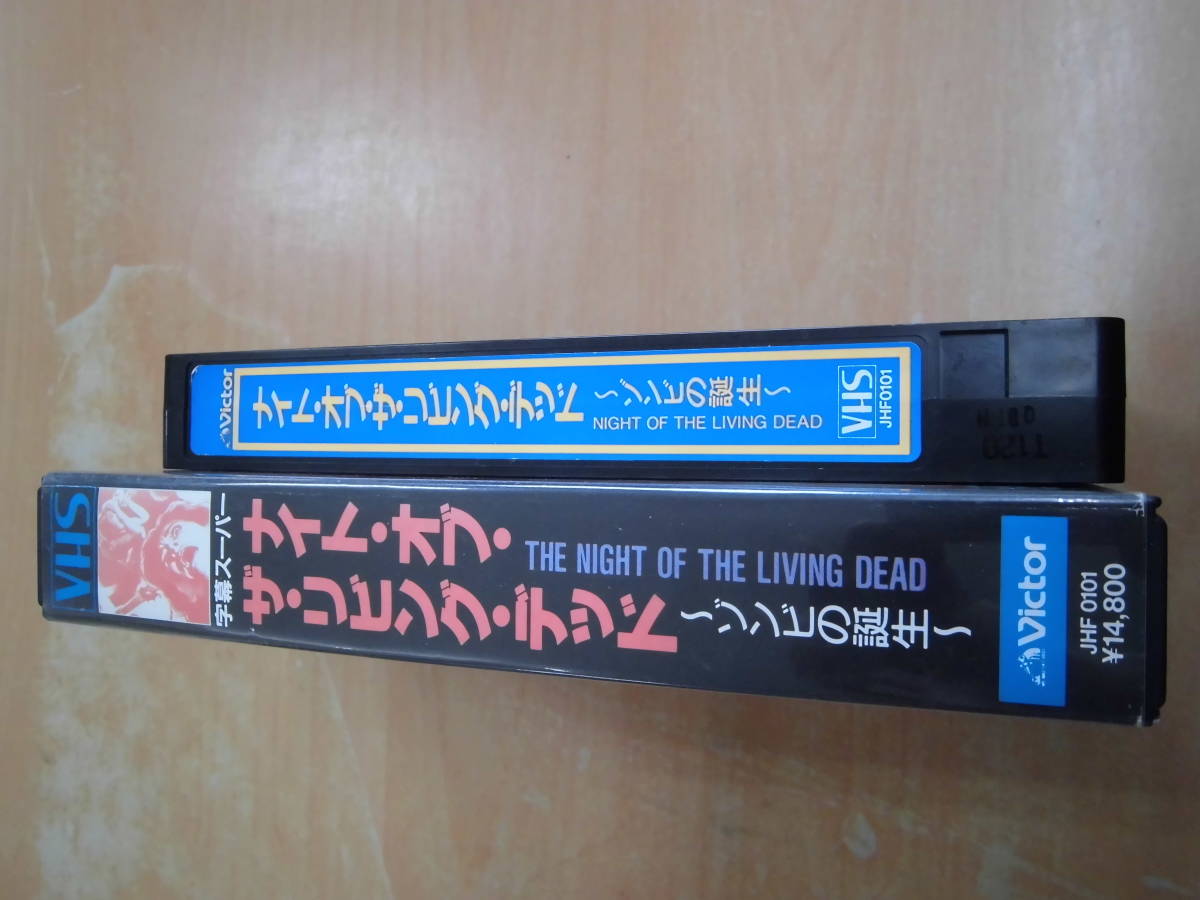 Victor
ナイト・オブ・ザ・リビング・デッド
〜ゾンビの誕生〜
NIGHT OF THE LIVING DEAD
VHS
JHF0101
T120
VHS
字幕スーパー
ナイト・オブ・
ザ・リビング・デッド
THE NIGHT OF THE LIVING DEAD
〜ゾンビの誕生〜
Victor
JHF 0101
¥14,800